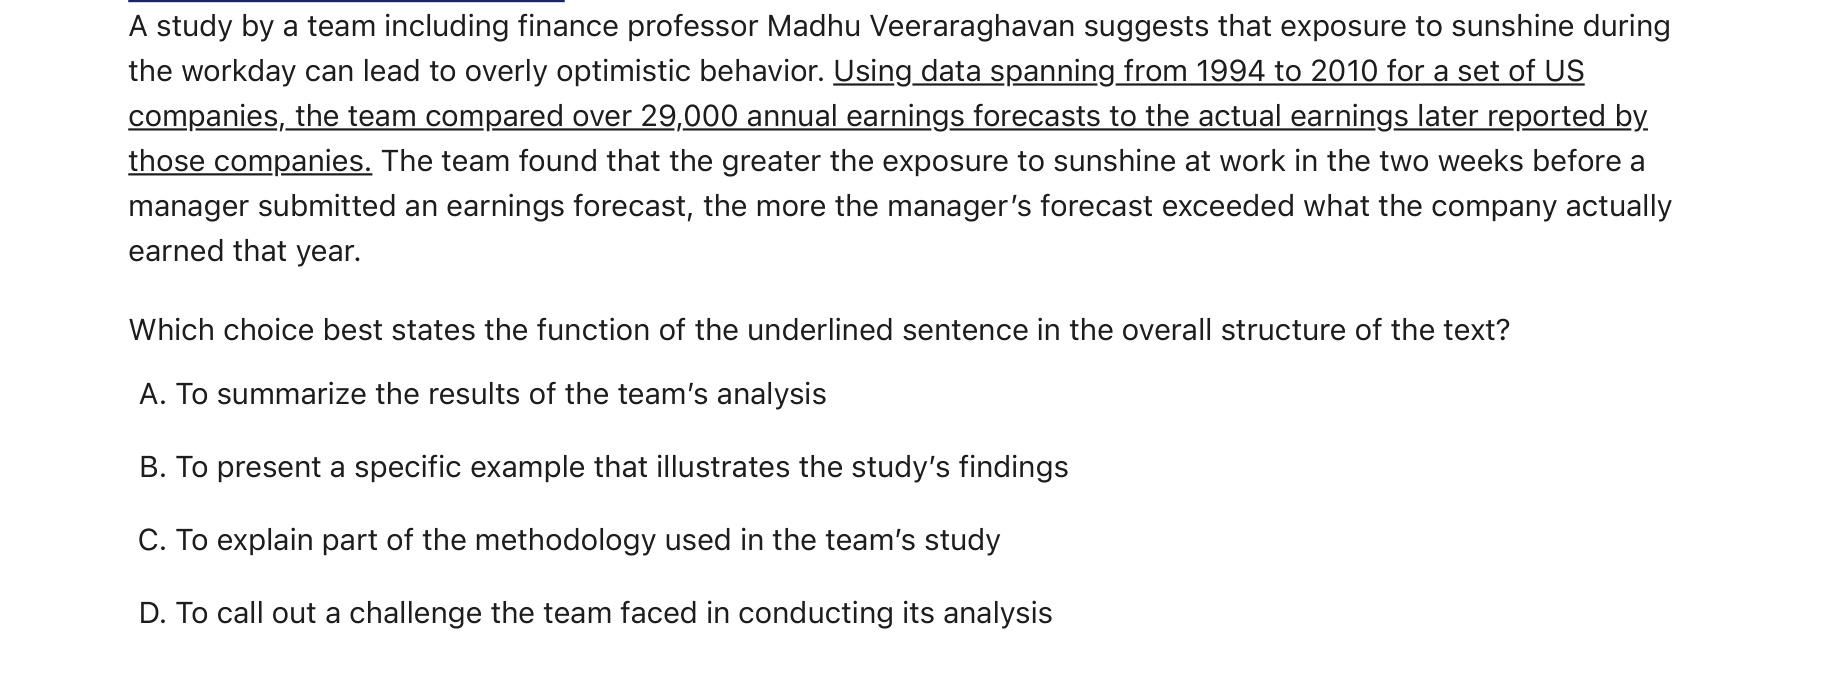 A study by a team including finance professor Madhu Veeraraghavan suggests that exposure to sunshine during
the workday can lead to overly optimistic behavior. Using data spanning from 1994 to 2010 for a set of US
companies, the team compared over 29,000 annual earnings forecasts to the actual earnings later reported by
those companies. The team found that the greater the exposure to sunshine at work in the two weeks before a
manager submitted an earnings forecast, the more the manager’s forecast exceeded what the company actually
earned that year.
Which choice best states the function of the underlined sentence in the overall structure of the text?
A. To summarize the results of the team’s analysis
B. To present a specific example that illustrates the study’s findings
C. To explain part of the methodology used in the team’s study
D. To call out a challenge the team faced in conducting its analysis